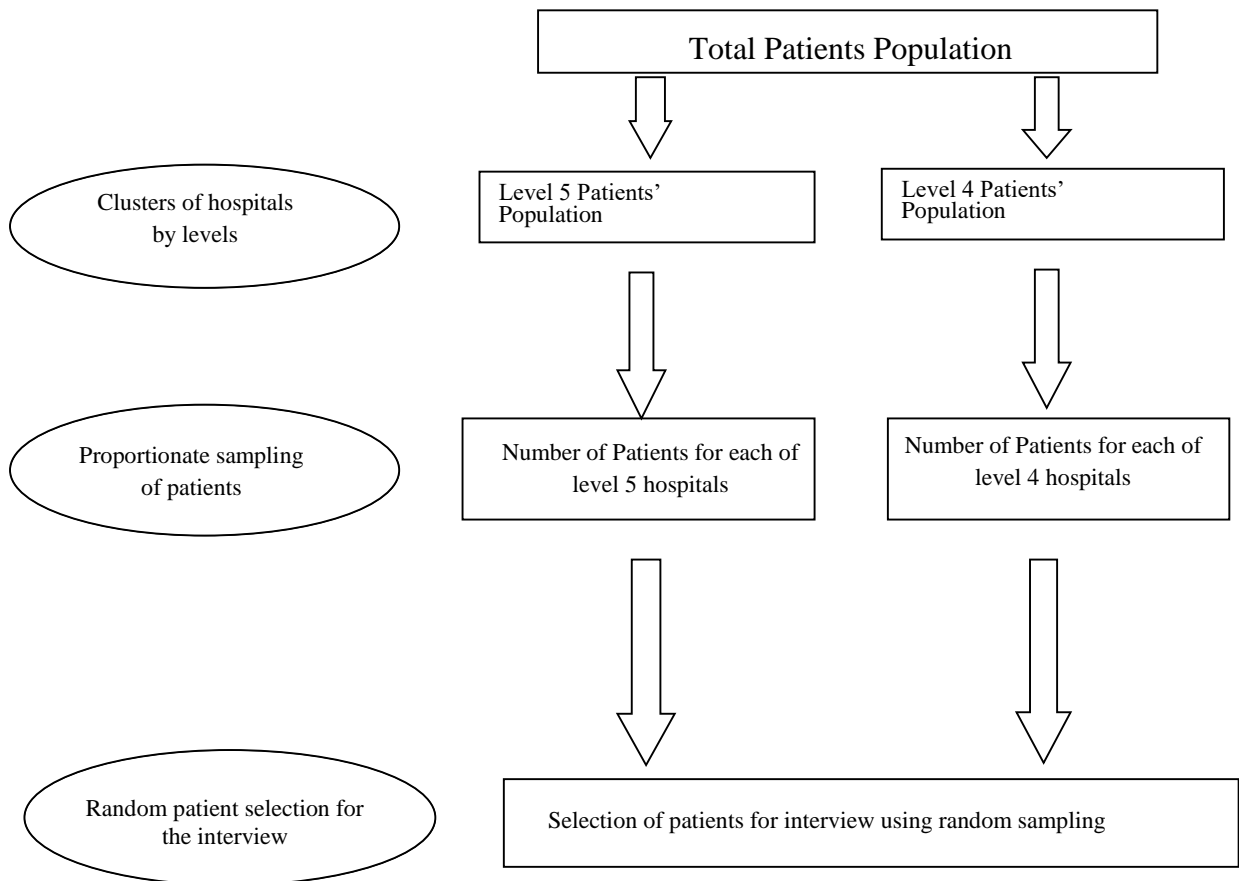 Total Patients Population
Clusters of hospitals
by levels
Level 5 Patients’
Population
Level 4 Patients’
Population
Proportionate sampling
of patients
Number of Patients for each of
level 5 hospitals
Number of Patients for each of
level 4 hospitals
Random patient selection for
the interview
Selection of patients for interview using random sampling